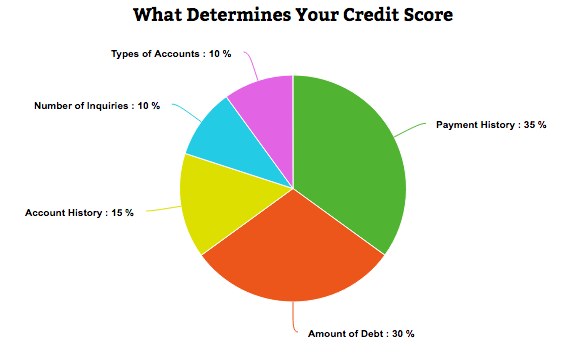 What Determines Your Credit Score
Types of Accounts : 10 %
Number of Inquiries : 10 %
Payment History : 35 %
Account History : 15 %
Amount of Debt : 30 %